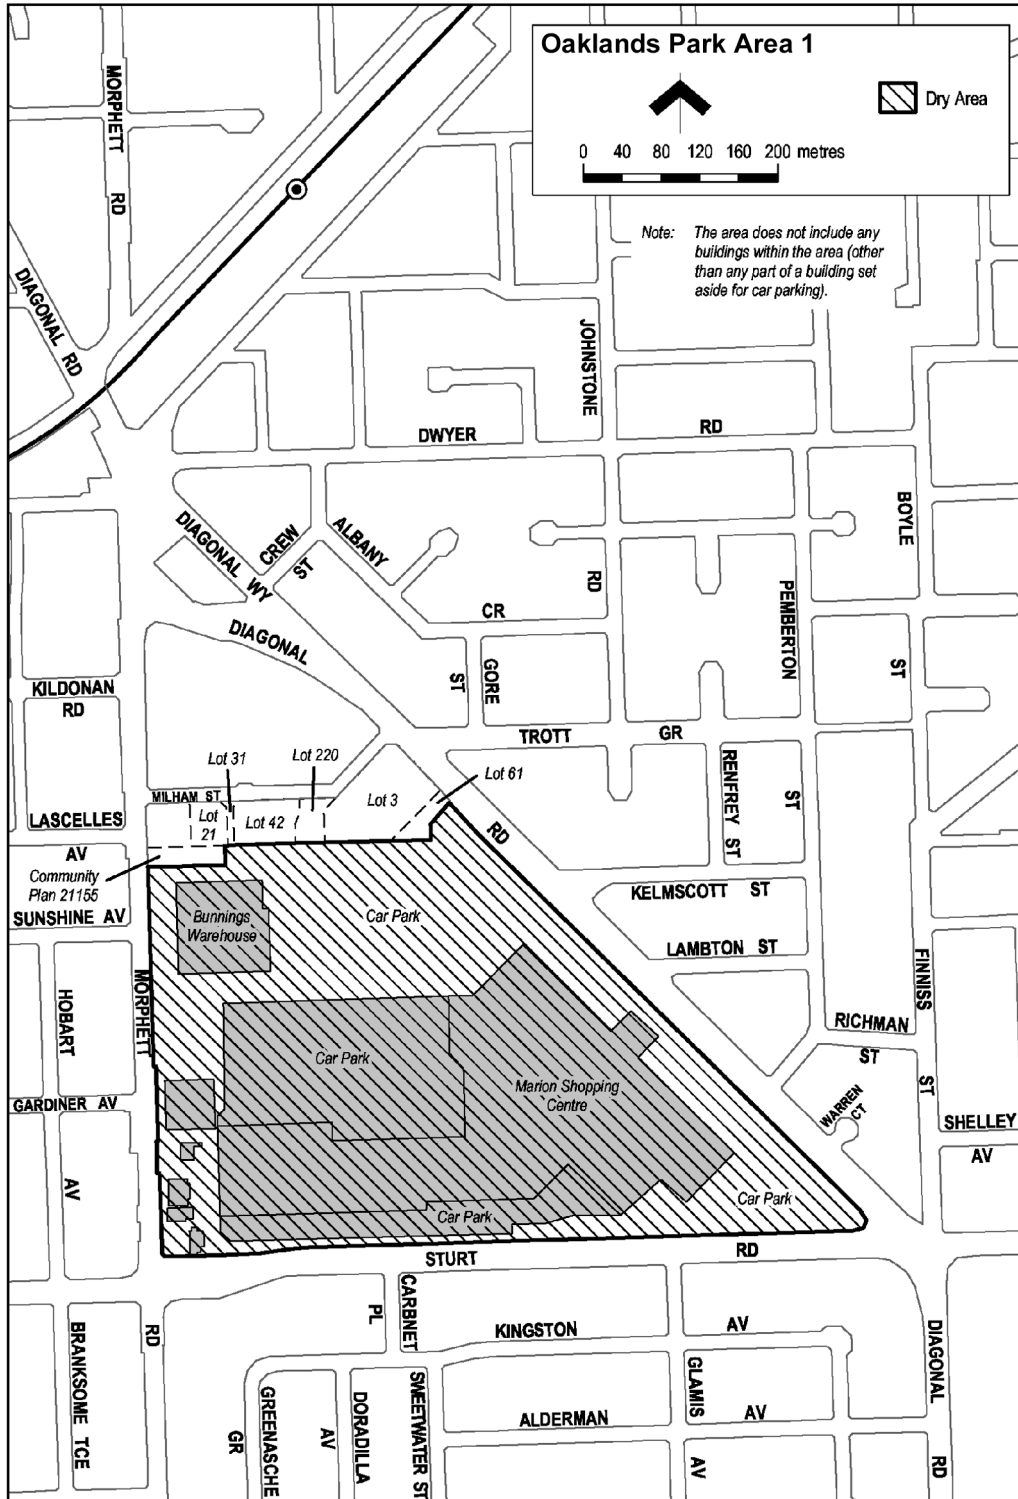 Oaklands Park Area 1
Dry Area
0 40 80 120 160 200 metres
Note: The area does not include any
buildings within the area (other
than any part of a building set
aside for car parking).
MORPHETT
RD
DIAGONAL RD
JOHNSTONE
RD
DWYER
RD
BOYLE
ST
DIAGONAL WY
CREW
ST
ALBANY
CR
PEMBERTON
ST
DIAGONAL
RD
GORE
ST
KILDONAN
RD
TROTT
GR
RENFREY
ST
Lot 31
Lot 220
Lot 61
Lot 3
MILHAM ST
Lot
21
Lot 42
LASCELLES
AV
Community
Plan 21155
SUNSHINE AV
KELMSCOTT ST
LAMBTON ST
Bunnings
Warehouse
Car Park
MORPHETT
RD
HOBART
AV
FINNISS
ST
RICHMAN
ST
Car Park
Marion Shopping
Centre
GARDINER AV
WARREN
CT
SHELLEY
AV
Car Park
Car Park
STURT
RD
CARBNET
PL
KINGSTON
AV
DIAGONAL
RD
BRANKSOME TCE
GLAMIS
AV
GREENASCHE
GR
DORADILLA
AV
SWEETWATER ST
ALDERMAN
AV